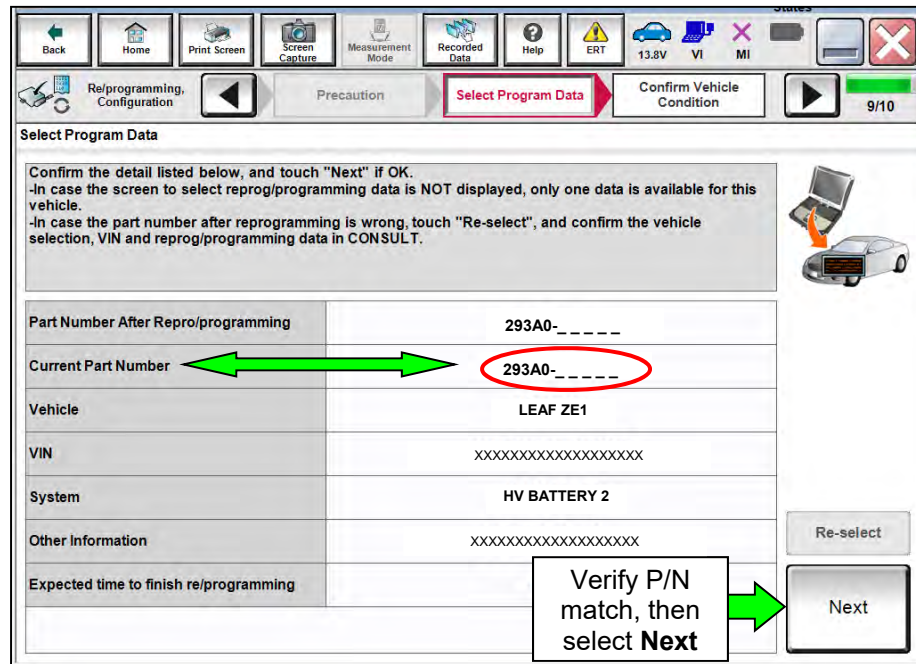 States
Back
Home
Print Screen
Screen
Capture
Measurement
Mode
Recorded
Data
Help
ERT
13.8V
VI
MI
Re/programming,
Configuration
Precaution
Select Program Data
Confirm Vehicle
Condition
9/10
Select Program Data
Confirm the detail listed below, and touch "Next" if OK.
-In case the screen to select reprog/programming data is NOT displayed, only one data is available for this
vehicle.
-In case the part number after reprogramming is wrong, touch "Re-select", and confirm the vehicle
selection, VIN and reprog/programming data in CONSULT.
Part Number After Repro/programming
293A0-_ _ _ _ _
Current Part Number
293A0-_ _ _ _ _
Vehicle
LEAF ZE1
VIN
XXXXXXXXXXXXXXXXXXX
System
HV BATTERY 2
Other Information
XXXXXXXXXXXXXXXXXXX
Expected time to finish re/programming
Re-select
Verify P/N
match, then
select Next
Next